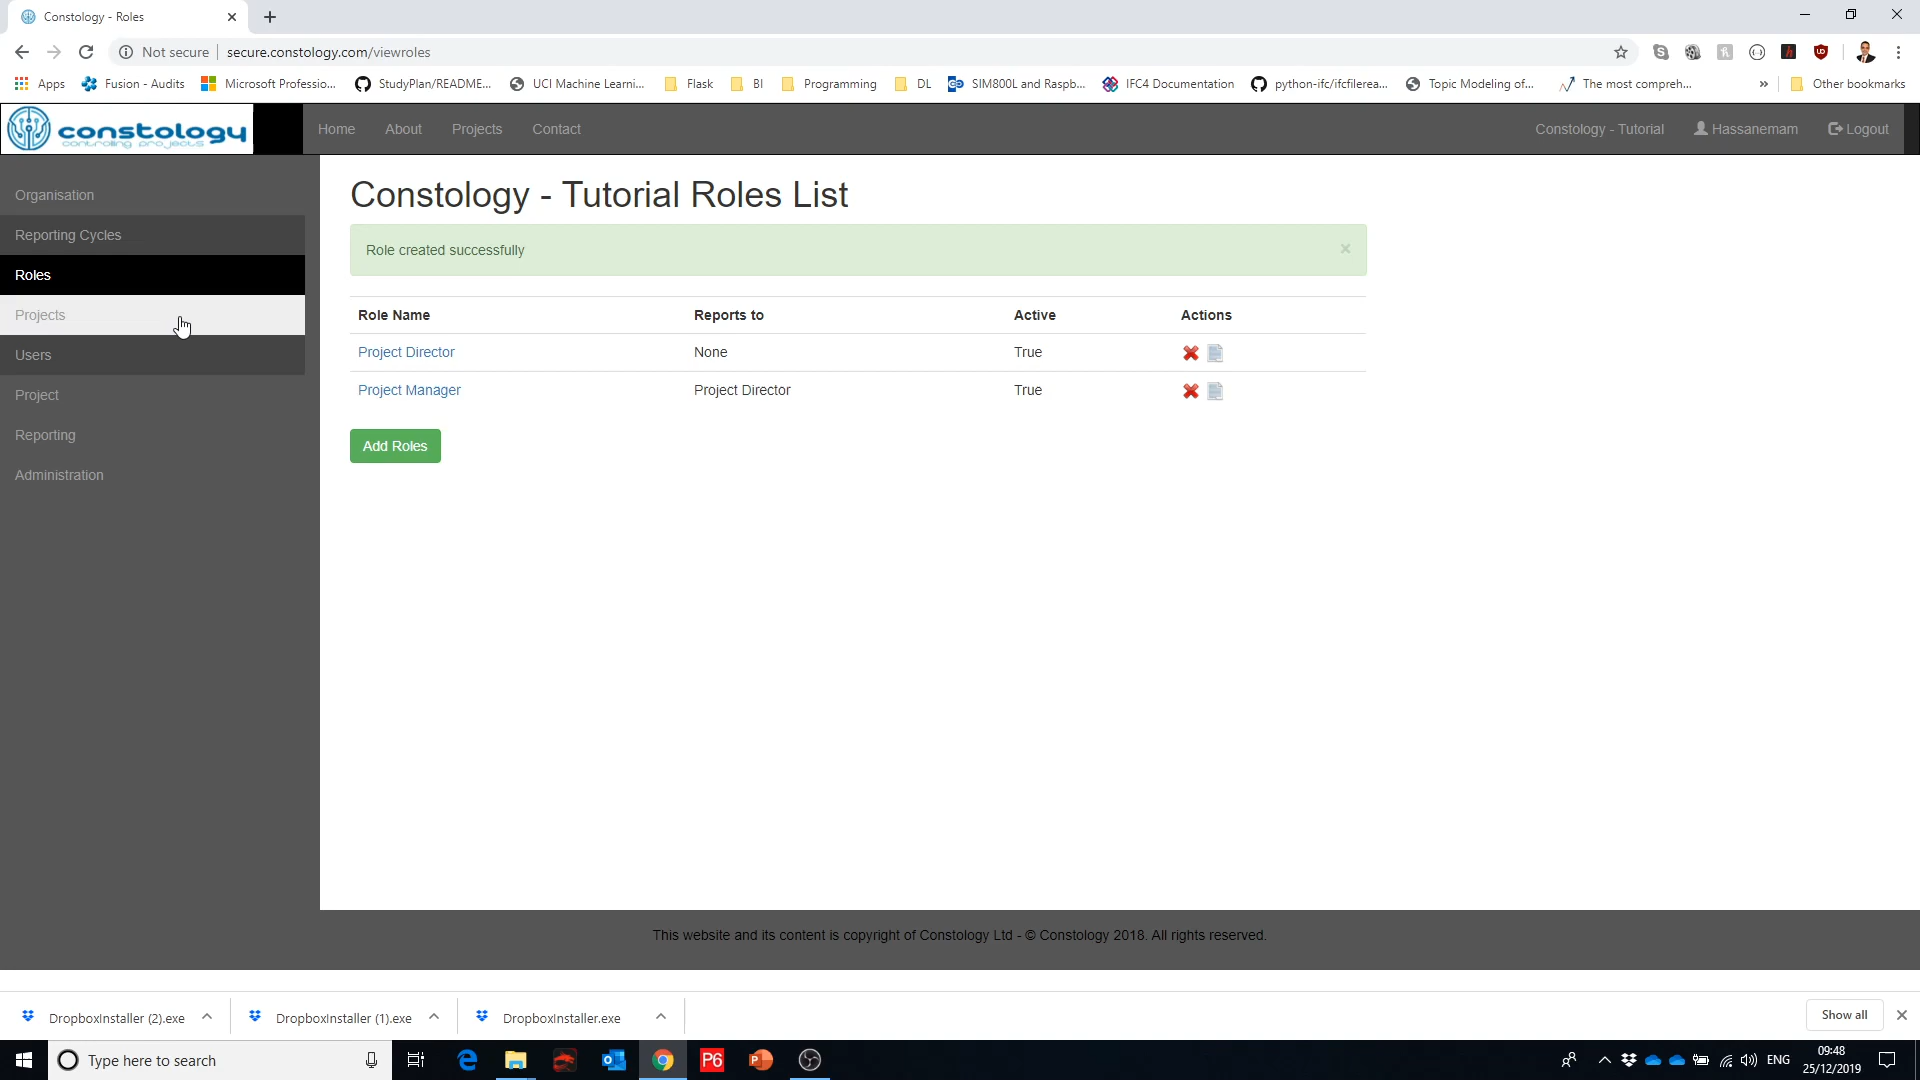 Constology - Roles
Not secure | secure.constology.com/viewroles
Apps Fusion - Audits Microsoft Professio... StudyPlan/README... UCI Machine Learni... Flask BI Programming DL SIM800L and Raspb... IFC4 Documentation python-ifc/ifcfilerea... Topic Modeling of... The most compreh... » Other bookmarks
constology
controlling projects
Home About Projects Contact Constology - Tutorial Hassanemam Logout
Organisation
Reporting Cycles
Roles
Projects
Users
Project
Reporting
Administration
Constology - Tutorial Roles List
Role created successfully ×
Role Name Reports to Active Actions
Project Director None True
Project Manager Project Director True
Add Roles
This website and its content is copyright of Constology Ltd - © Constology 2018. All rights reserved.
DropboxInstaller (2).exe DropboxInstaller (1).exe DropboxInstaller.exe Show all
Type here to search P6 ENG 09:48
25/12/2019